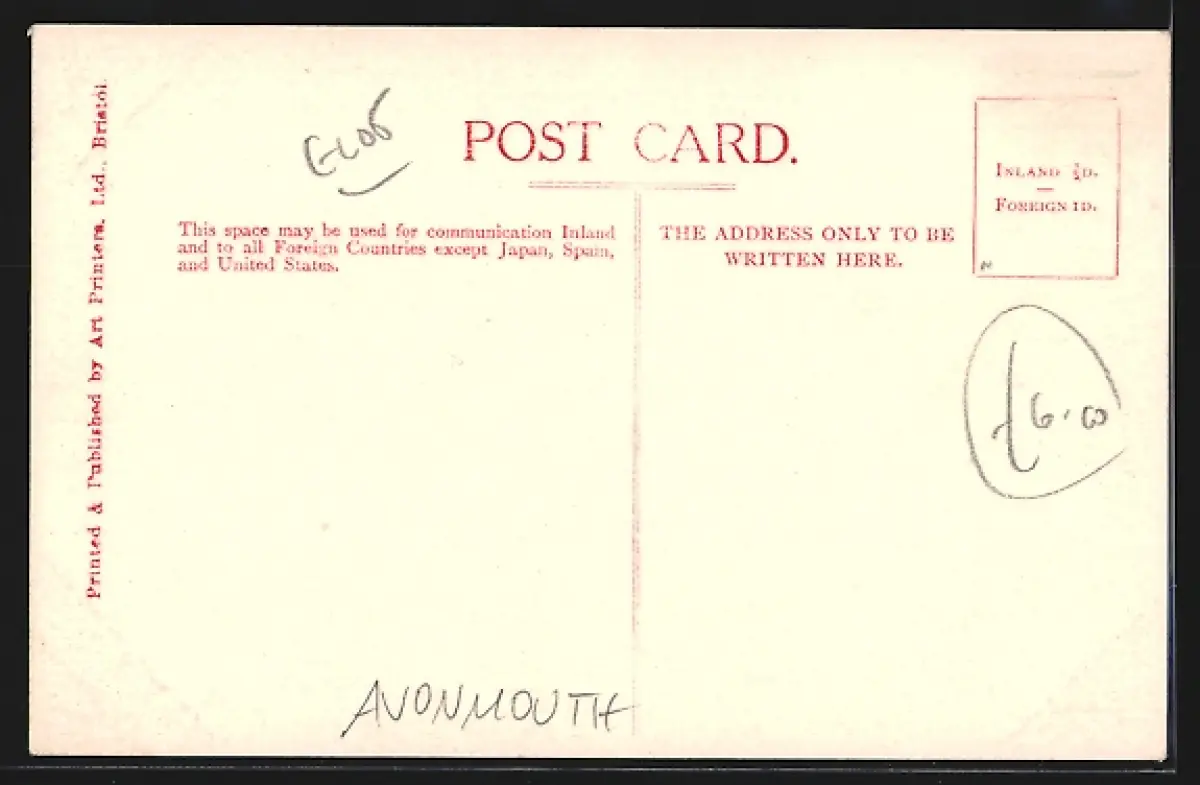 Printed & Published by Art Printers, Ltd., Bristol.
GLOS
POST CARD.
This space may be used for communication Inland
and to all Foreign Countries except Japan, Spain,
and United States.
THE ADDRESS ONLY TO BE
WRITTEN HERE.
INLAND ½D.
—
FOREIGN 1D.
N
£6.00
AVONMOUTH